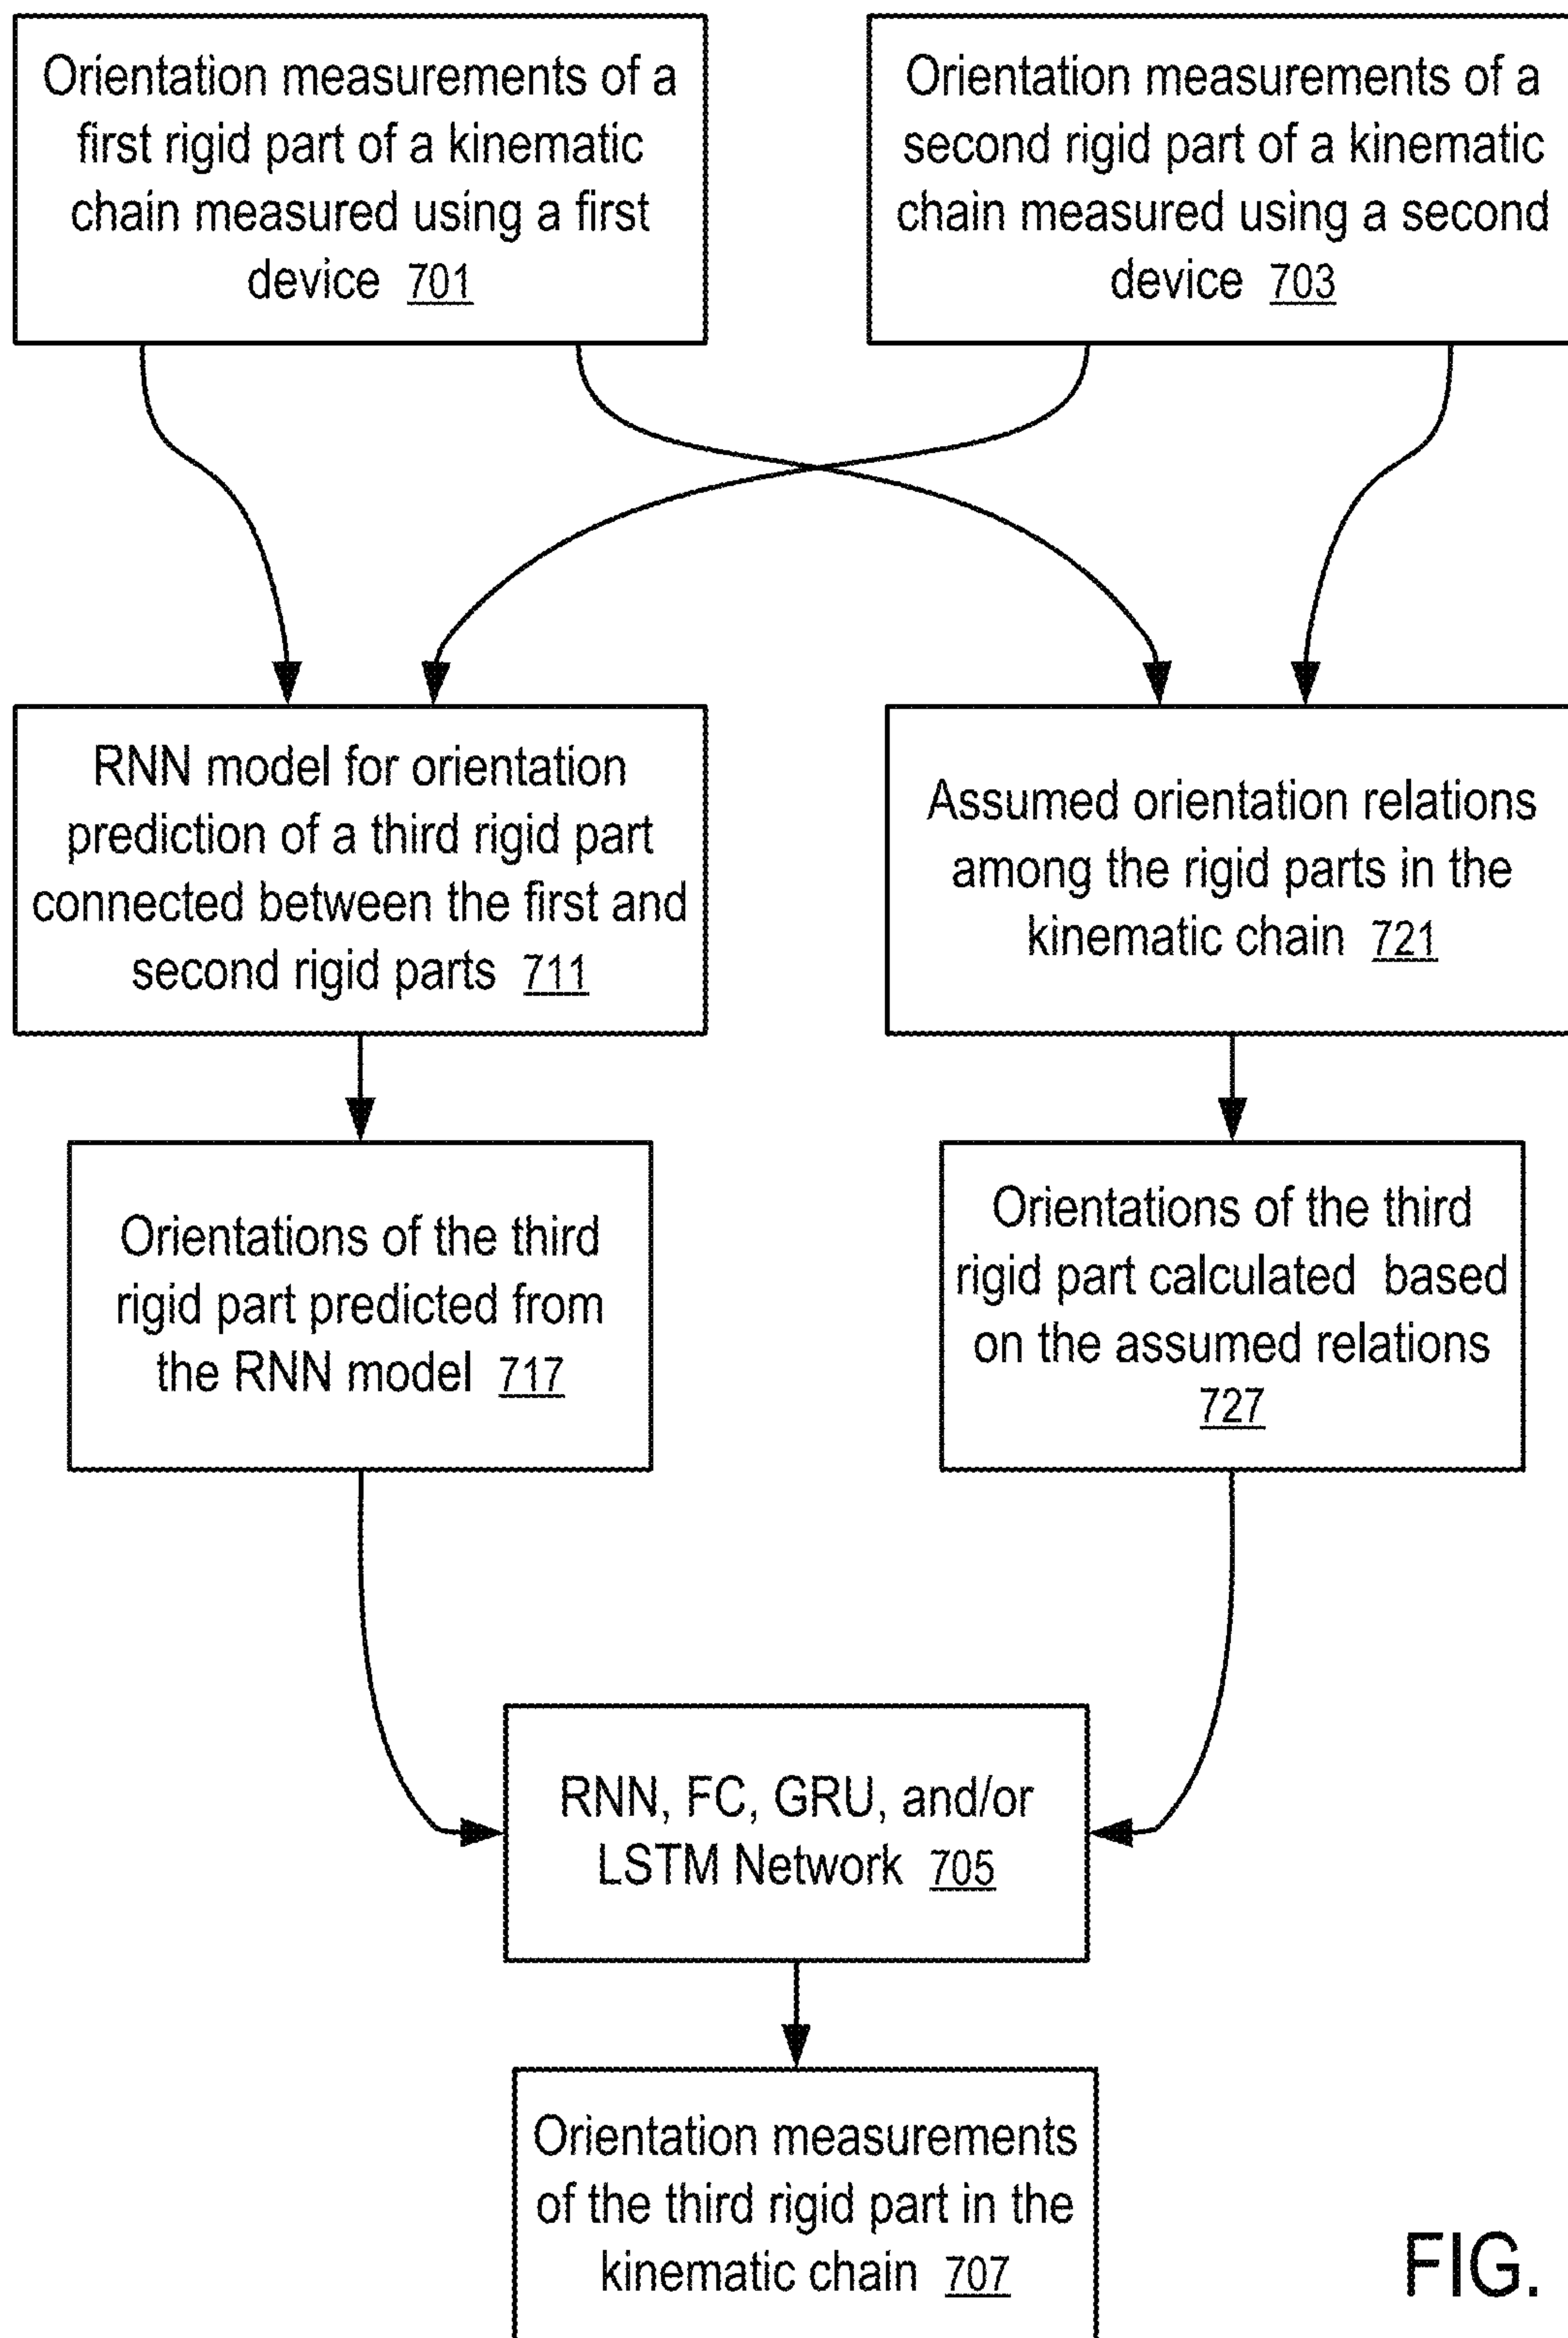 Orientation measurements of a
first rigid part of a kinematic
chain measured using a first
device 701
Orientation measurements of a
second rigid part of a kinematic
chain measured using a second
device 703
RNN model for orientation
prediction of a third rigid part
connected between the first and
second rigid parts 711
Assumed orientation relations
among the rigid parts in the
kinematic chain 721
Orientations of the third
rigid part predicted from
the RNN model 717
Orientations of the third
rigid part calculated based
on the assumed relations
727
RNN, FC, GRU, and/or
LSTM Network 705
Orientation measurements
of the third rigid part in the
kinematic chain 707
FIG.